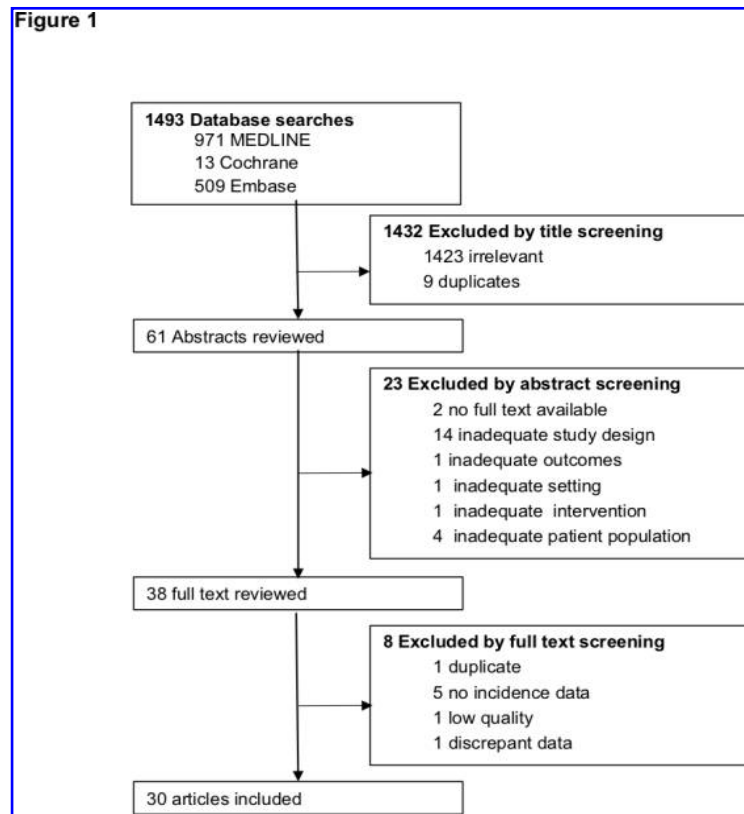 Figure 1
1493 Database searches
971 MEDLINE
13 Cochrane
509 Embase
1432 Excluded by title screening
1423 irrelevant
9 duplicates
61 Abstracts reviewed
23 Excluded by abstract screening
2 no full text available
14 inadequate study design
1 inadequate outcomes
1 inadequate setting
1 inadequate intervention
4 inadequate patient population
38 full text reviewed
8 Excluded by full text screening
1 duplicate
5 no incidence data
1 low quality
1 discrepant data
30 articles included